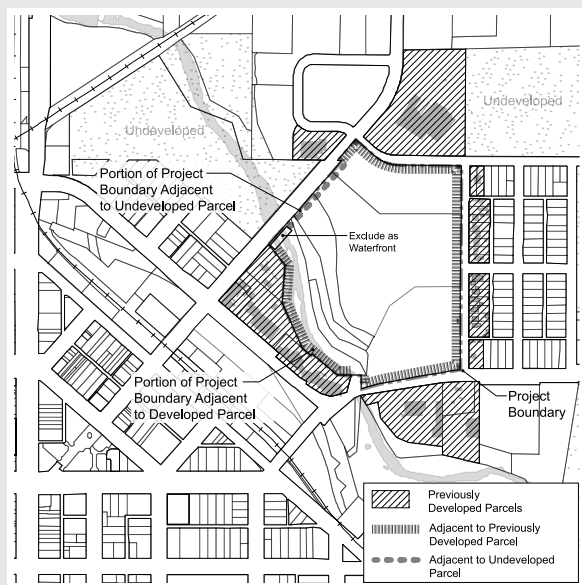 Undeveloped
Undeveloped
Portion of Project
Boundary Adjacent
to Undeveloped Parcel
Exclude as
Waterfront
Portion of Project
Boundary Adjacent
to Developed Parcel
Project
Boundary
Previously
Developed Parcels
Adjacent to Previously
Developed Parcel
Adjacent to Undeveloped
Parcel